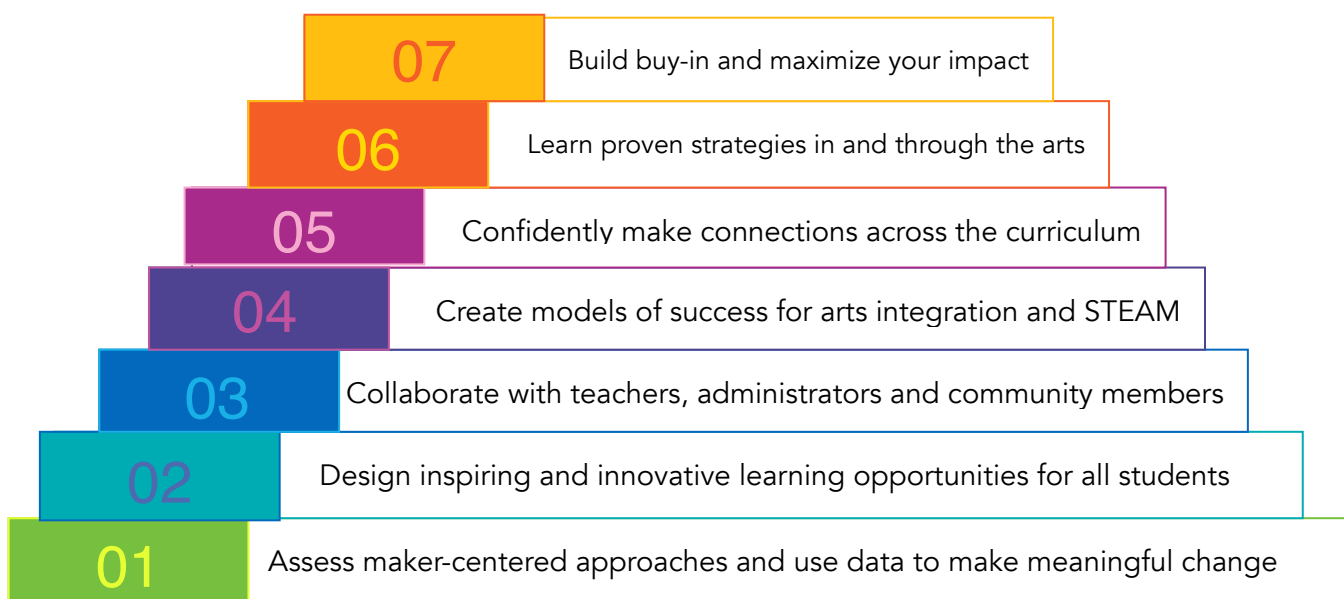 07 Build buy-in and maximize your impact
06 Learn proven strategies in and through the arts
05 Confidently make connections across the curriculum
04 Create models of success for arts integration and STEAM
03 Collaborate with teachers, administrators and community members
02 Design inspiring and innovative learning opportunities for all students
01 Assess maker-centered approaches and use data to make meaningful change